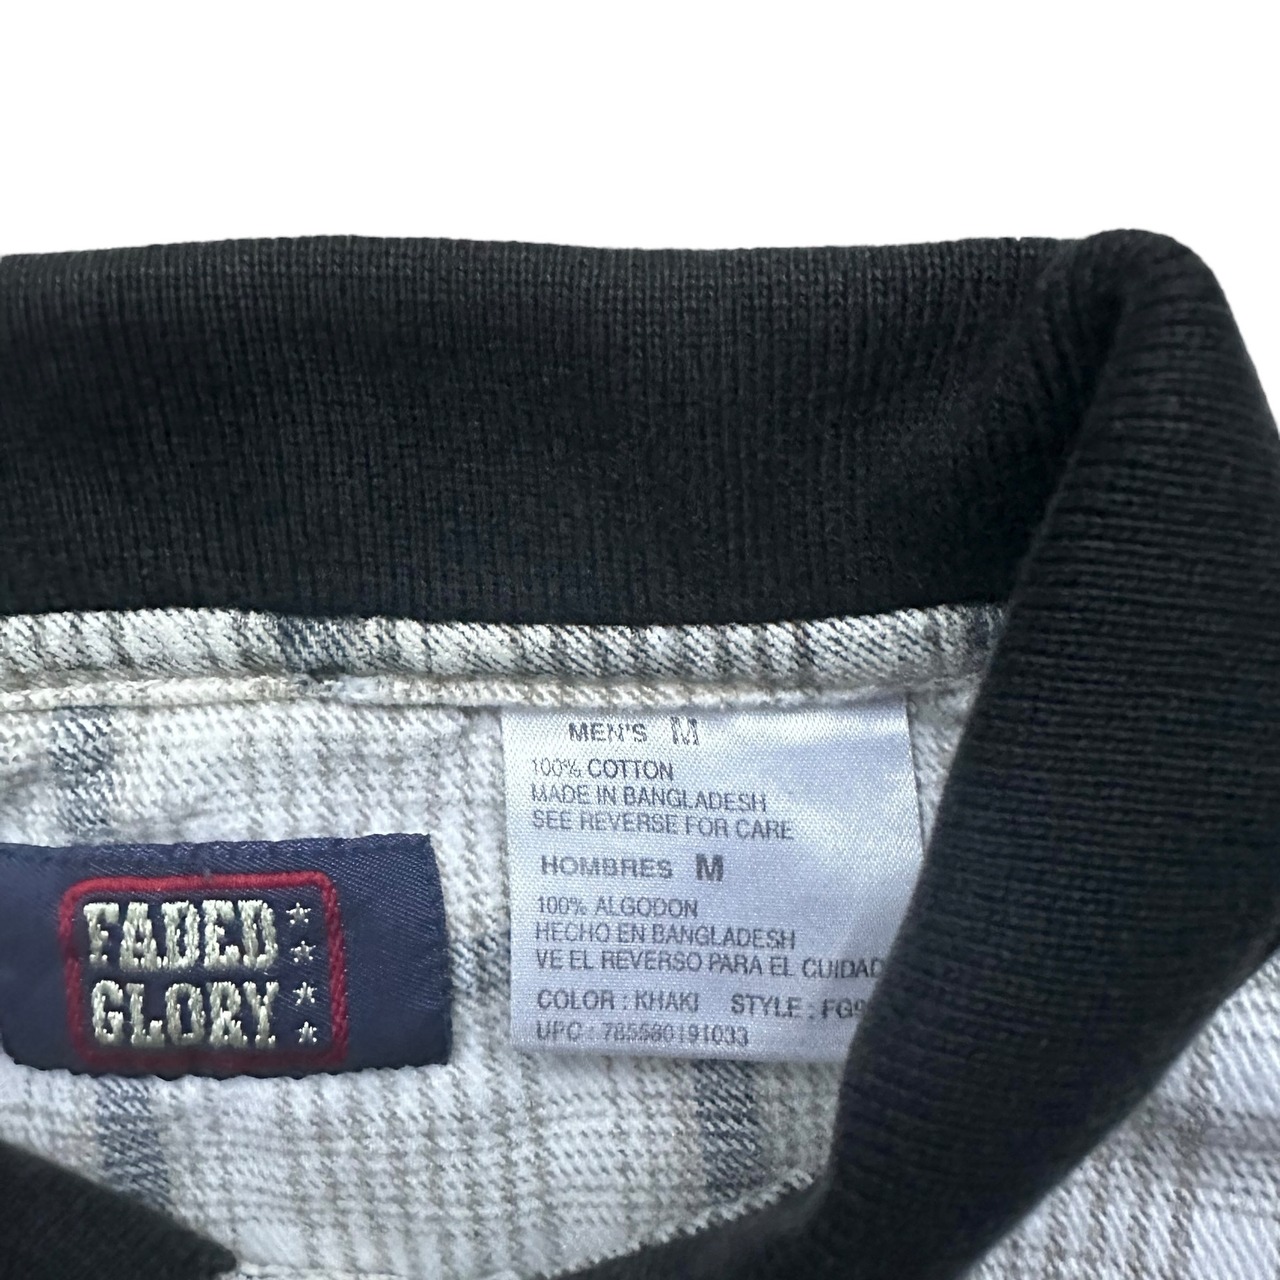 FADED
GLORY
MEN'S M
100% COTTON
MADE IN BANGLADESH
SEE REVERSE FOR CARE
HOMBRES M
100% ALGODON
HECHO EN BANGLADESH
VE EL REVERSO PARA EL CUIDAD
COLOR : KHAKI STYLE : FG9
UPC : 785580191033